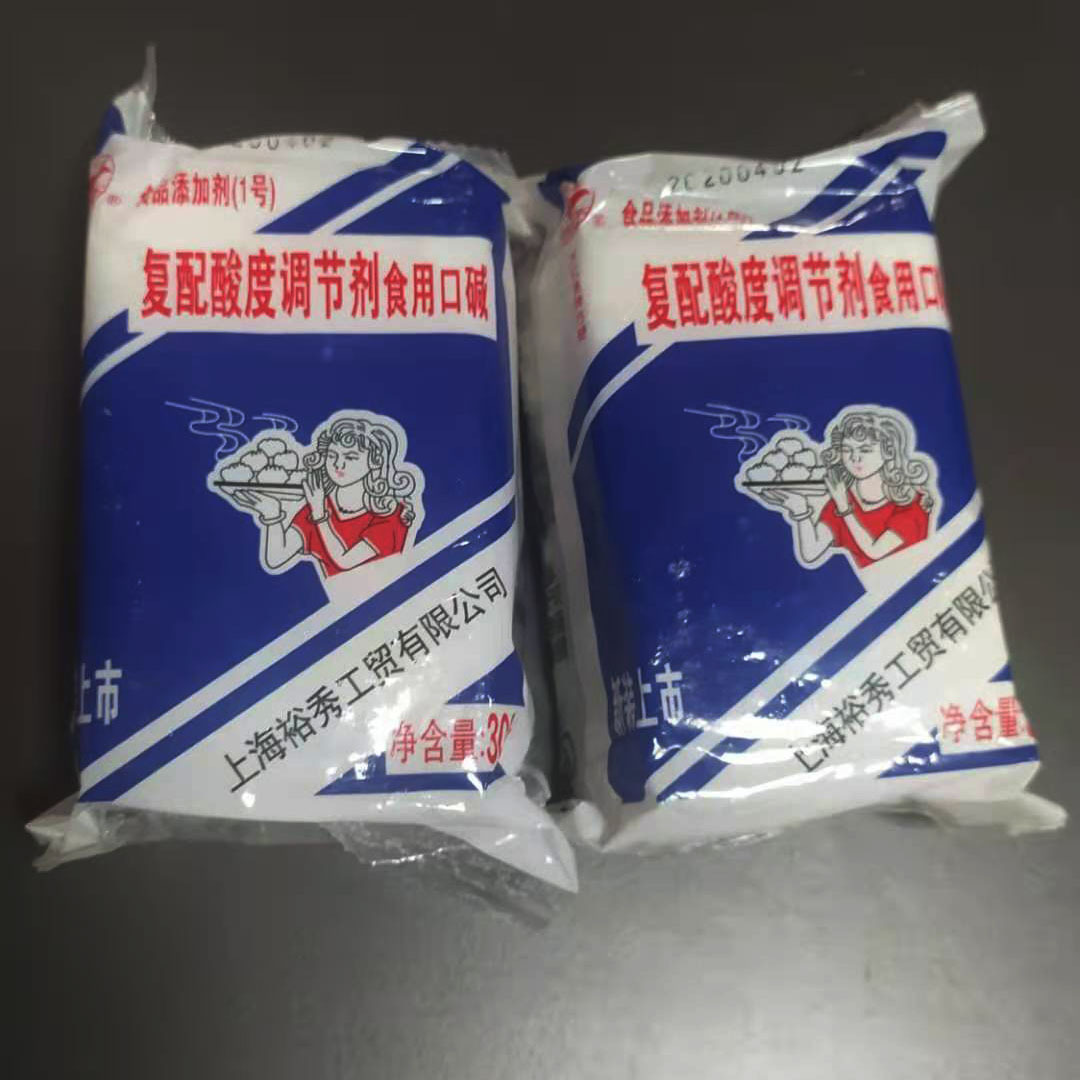 品添加剂(1号)
复配酸度调节剂食用口碱
上市
上海裕秀工贸有限公司
净含量:30
20200402
食品添加剂(1号)
复配酸度调节剂食用口
新装上市
上海裕秀工贸有限公
净含量: